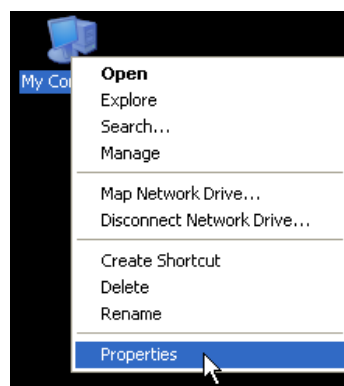 My Co
Open
Explore
Search...
Manage
Map Network Drive...
Disconnect Network Drive...
Create Shortcut
Delete
Rename
Properties